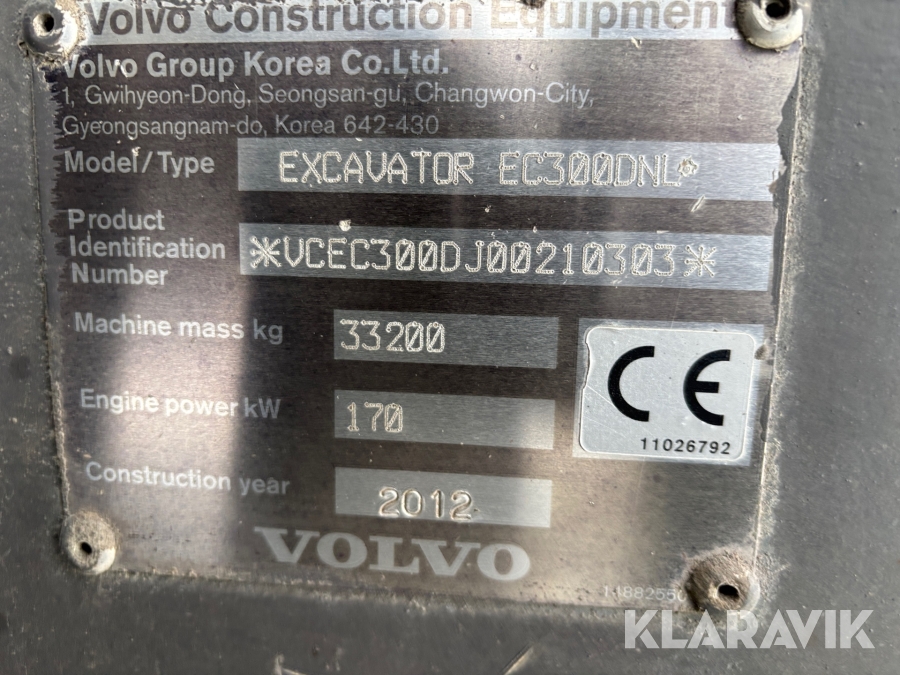 Volvo Construction Equipment
Volvo Group Korea Co.Ltd.
1, Gwihyeon-Dong, Seongsan-gu, Changwon-City,
Gyeongsangnam-do, Korea 642-430
Model/Type EXCAVATOR EC300DNL
Product
Identification
Number
*VCEC300DJ00210303*
Machine mass kg 33200
Engine power kW 170
CE
11026792
Construction year 2012
VOLVO
KLARAVIK